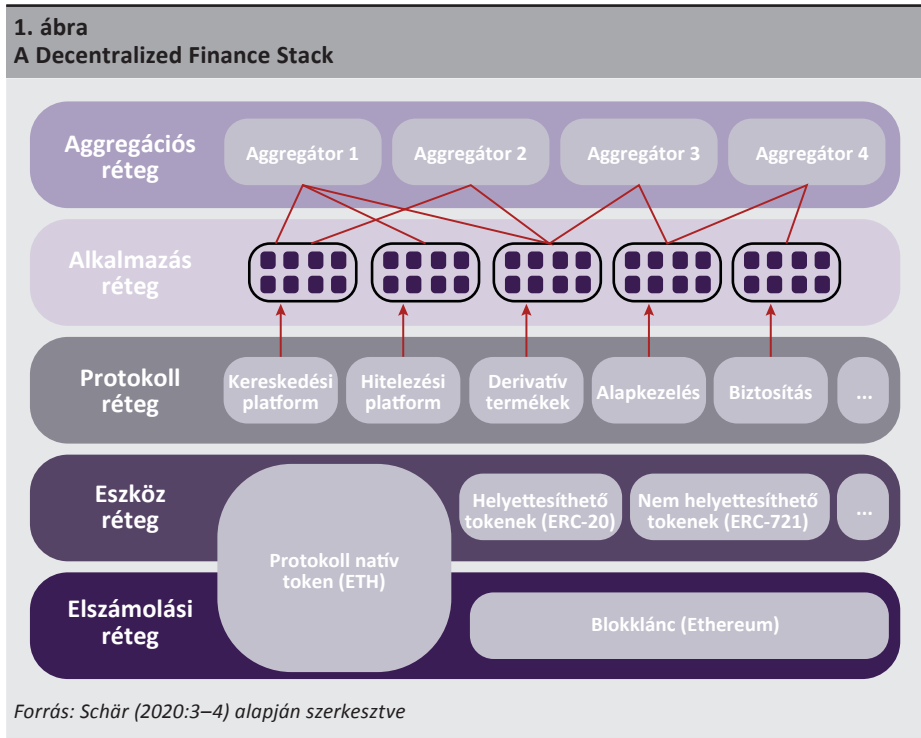 1. ábra
A Decentralized Finance Stack
Aggregációs
réteg
Aggregátor 1
Aggregátor 2
Aggregátor 3
Aggregátor 4
Alkalmazás
réteg
Protokoll
réteg
Kereskedési
platform
Hitelezési
platform
Derivatív
termékek
Alapkezelés
Biztosítás
...
Eszköz
réteg
Protokoll natív
token (ETH)
Helyettesíthető
tokenek (ERC-20)
Nem helyettesíthető
tokenek (ERC-721)
...
Elszámolási
réteg
Blokklánc (Ethereum)
Forrás: Schär (2020:3–4) alapján szerkesztve